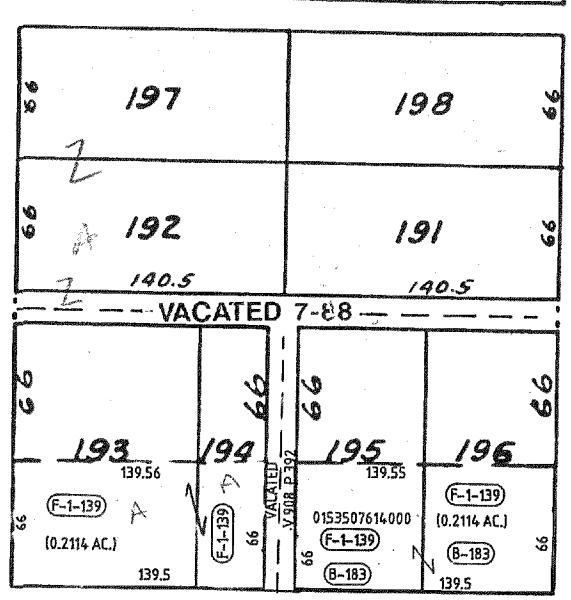 66 197 198 66
Z
66 192 191 66
A
140.5 140.5
Z
VACATED 7-88
66 66 66 66
193 194 195 196
139.56 139.55
VACATED
V.908 P.392
F-1-139
A
Z
A
F-1-139
0153507614000
F-1-139
F-1-139
(0.2114 AC.)
(0.2114 AC.)
66 66 66 66
B-183
B-183
Z
139.5 139.5